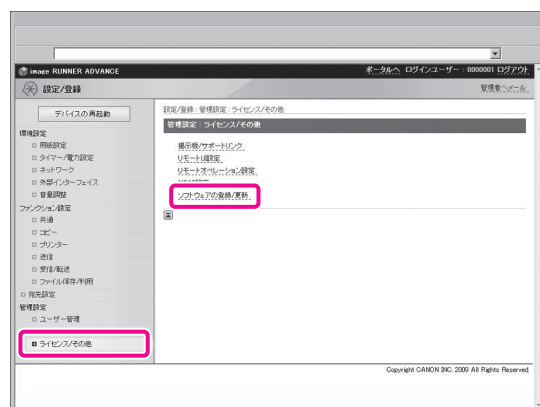 image RUNNER ADVANCE
ポータルへ ログインユーザー : 0000001 ログアウト
設定/登録
管理者へメール
デバイスの再起動
環境設定
用紙設定
タイマー/電力設定
ネットワーク
外部インターフェイス
音量調整
ファンクション設定
共通
コピー
プリンター
送信
受信/転送
ファイル保存/利用
宛先設定
管理設定
ユーザー管理
ライセンス/その他
設定/登録 : 管理設定 : ライセンス/その他
管理設定 : ライセンス/その他
掲示板/サポートリンク
リモートUI設定
リモートオペレーション設定
ソフトウェアの登録/更新
Copyright CANON INC. 2009 All Rights Reserved